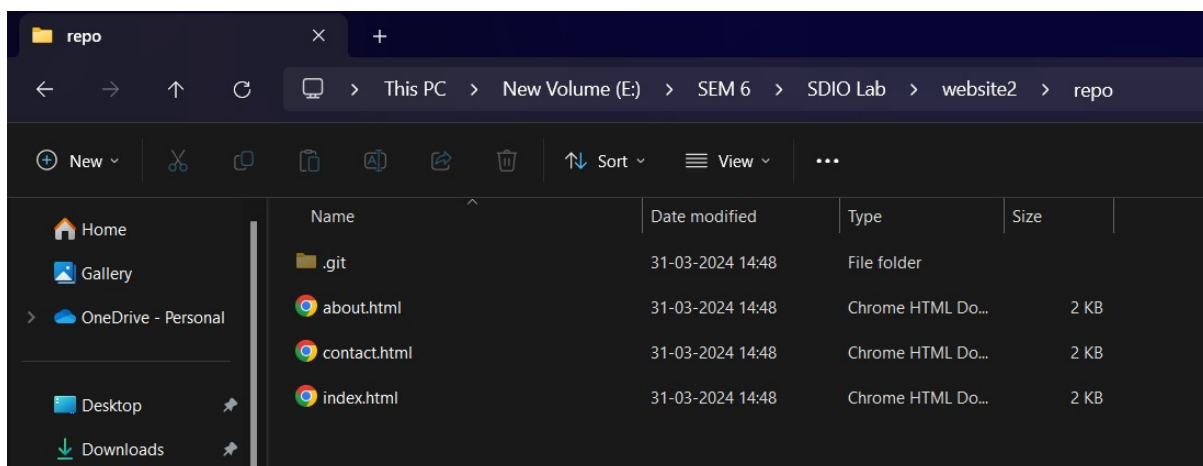 repo
This PC > New Volume (E:) > SEM 6 > SDIO Lab > website2 > repo
New Sort View
Name Date modified Type Size
Home
.git 31-03-2024 14:48 File folder
Gallery
about.html 31-03-2024 14:48 Chrome HTML Do... 2 KB
OneDrive - Personal
contact.html 31-03-2024 14:48 Chrome HTML Do... 2 KB
index.html 31-03-2024 14:48 Chrome HTML Do... 2 KB
Desktop
Downloads